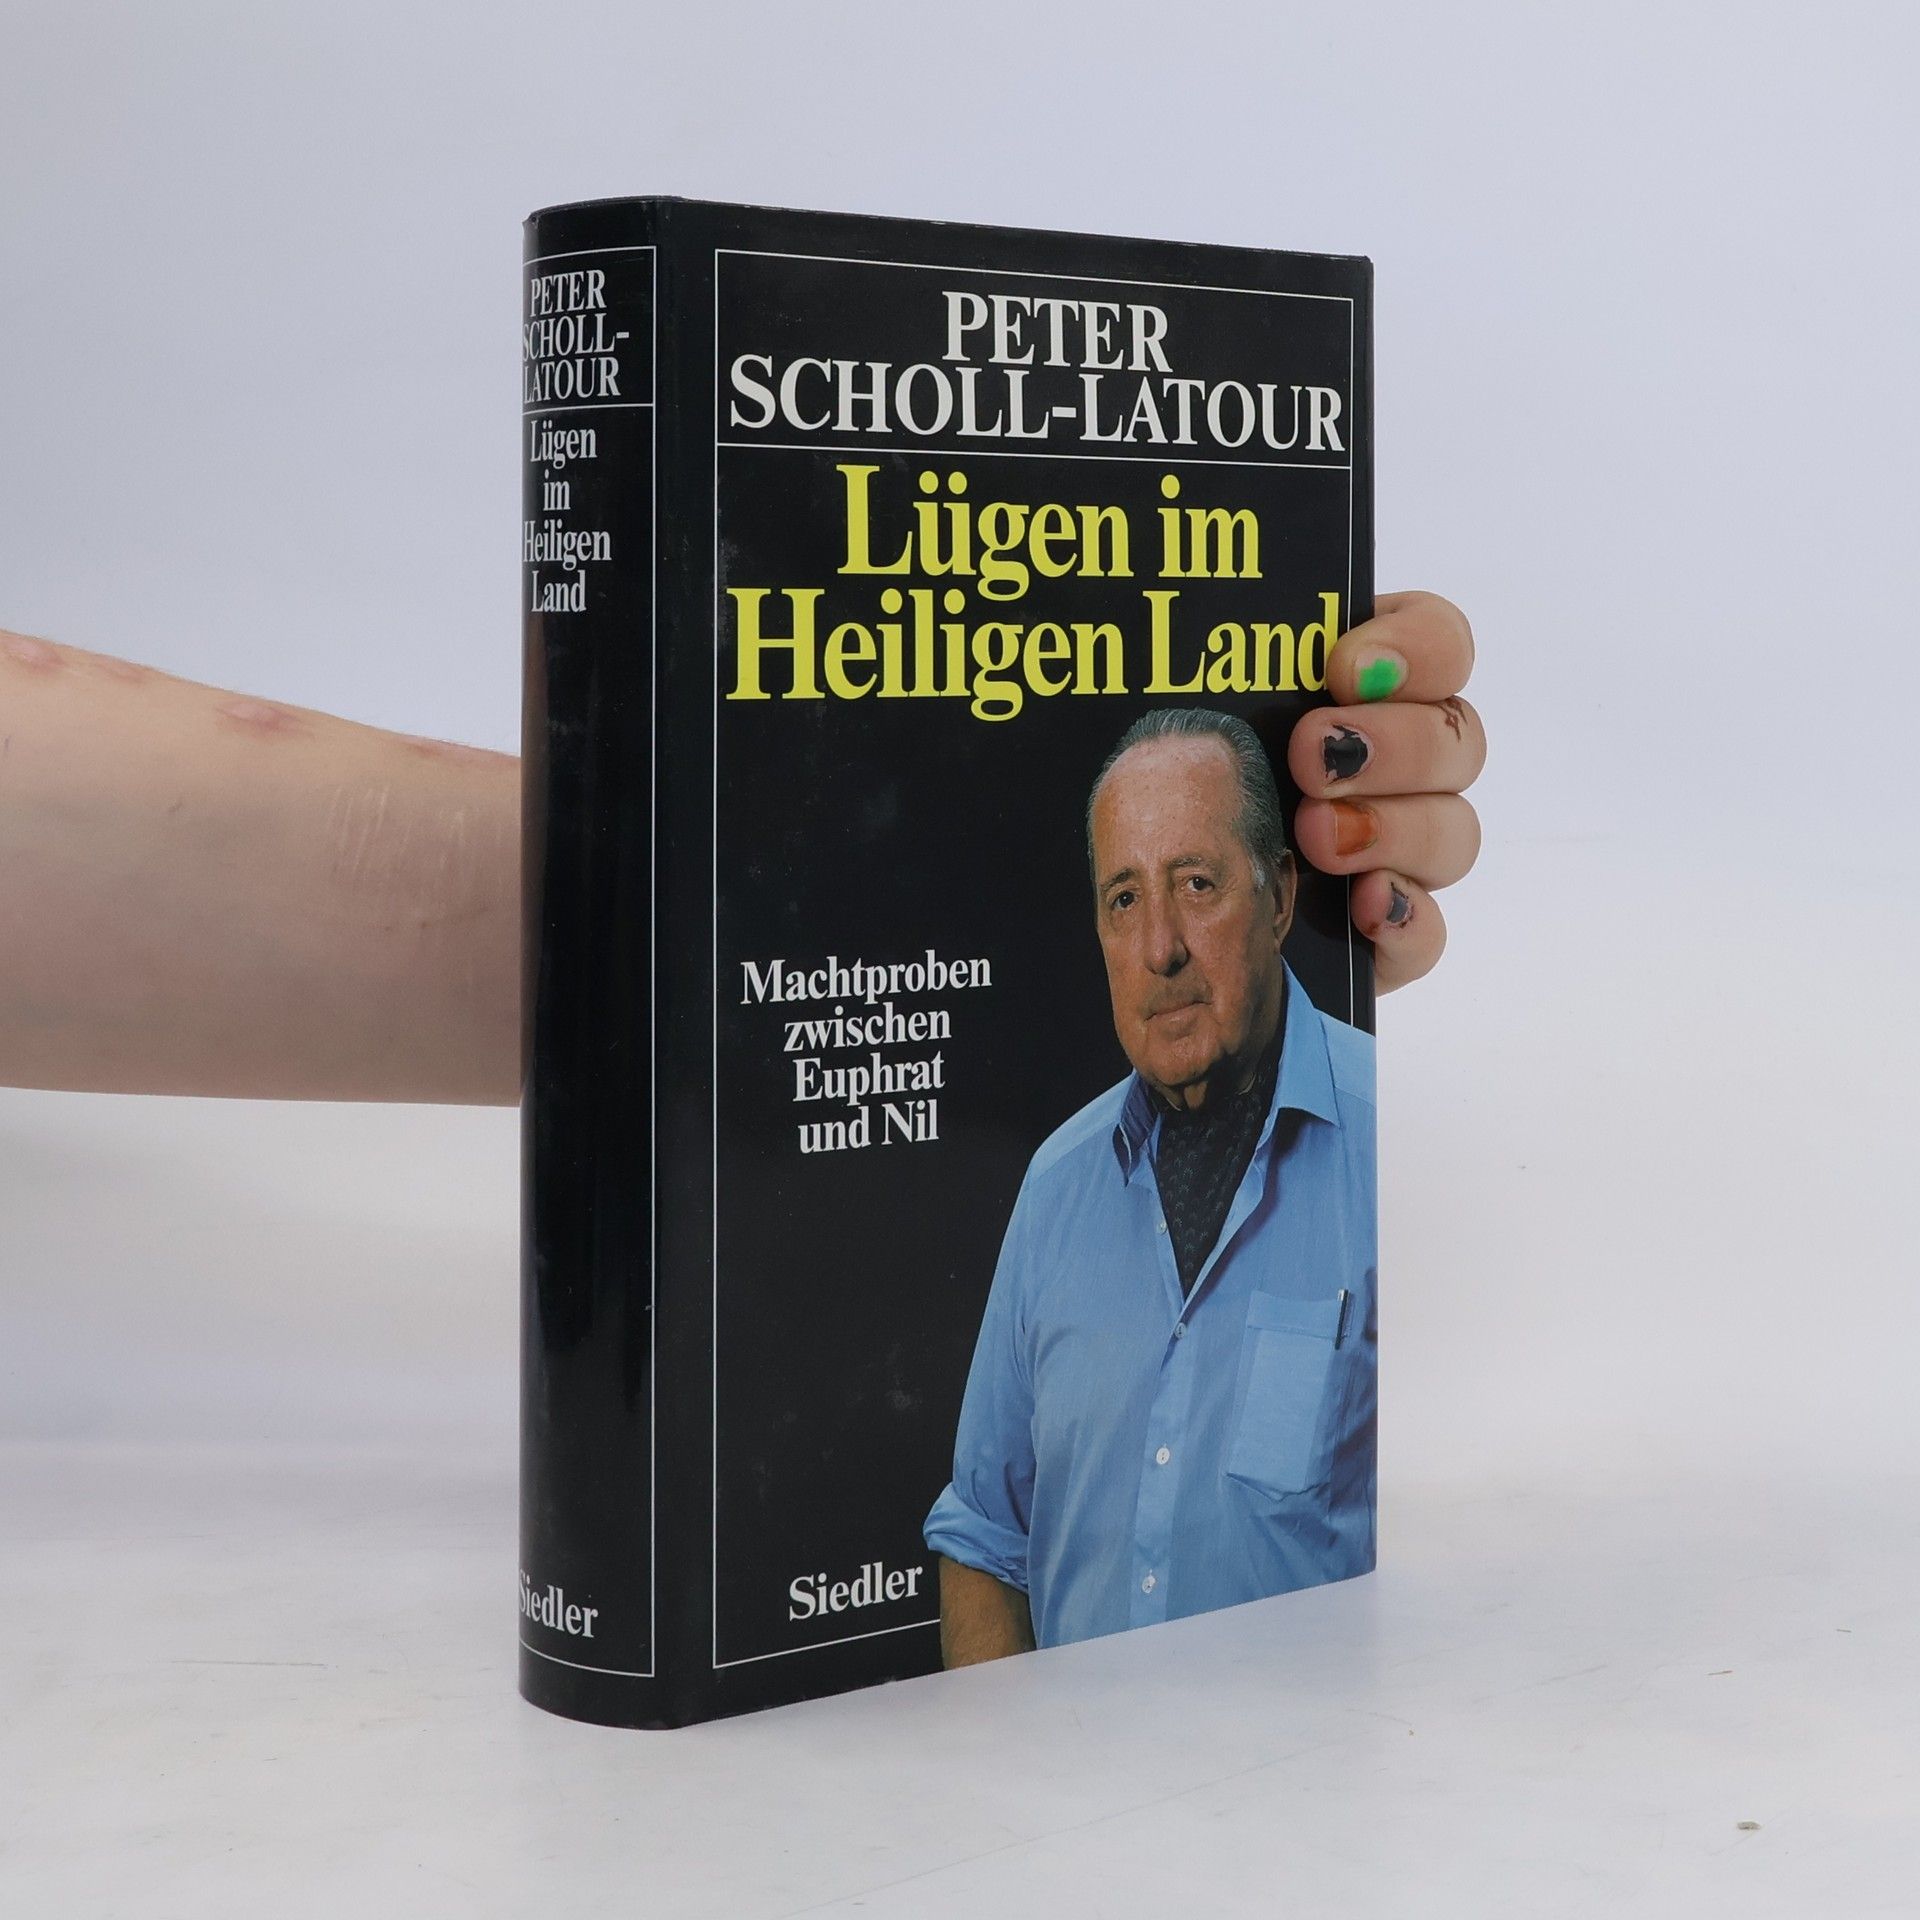 PETER
SCHOLL-
LATOUR
Lügen
im
Heiligen
Land
Siedler
PETER
SCHOLL-LATOUR
Lügen im
Heiligen Land
Machtproben
zwischen
Euphrat
und Nil
Siedler